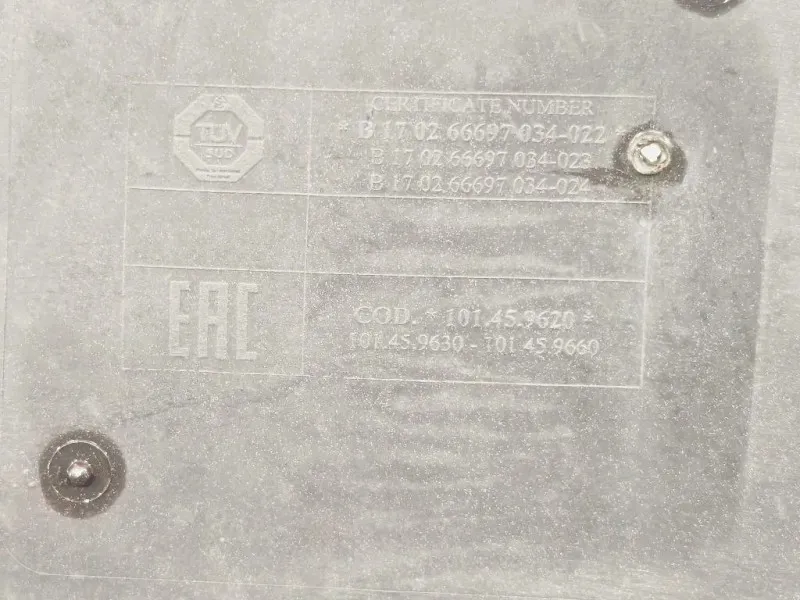 TÜV
SUD
CERTIFICATE NUMBER
* B 17 02 66697 034-022
17 02 66697 034-023
B 17 02 66697 034-024
EAC
COD. * 101.45.9620 *
101.45.9630 - 101.45.9660